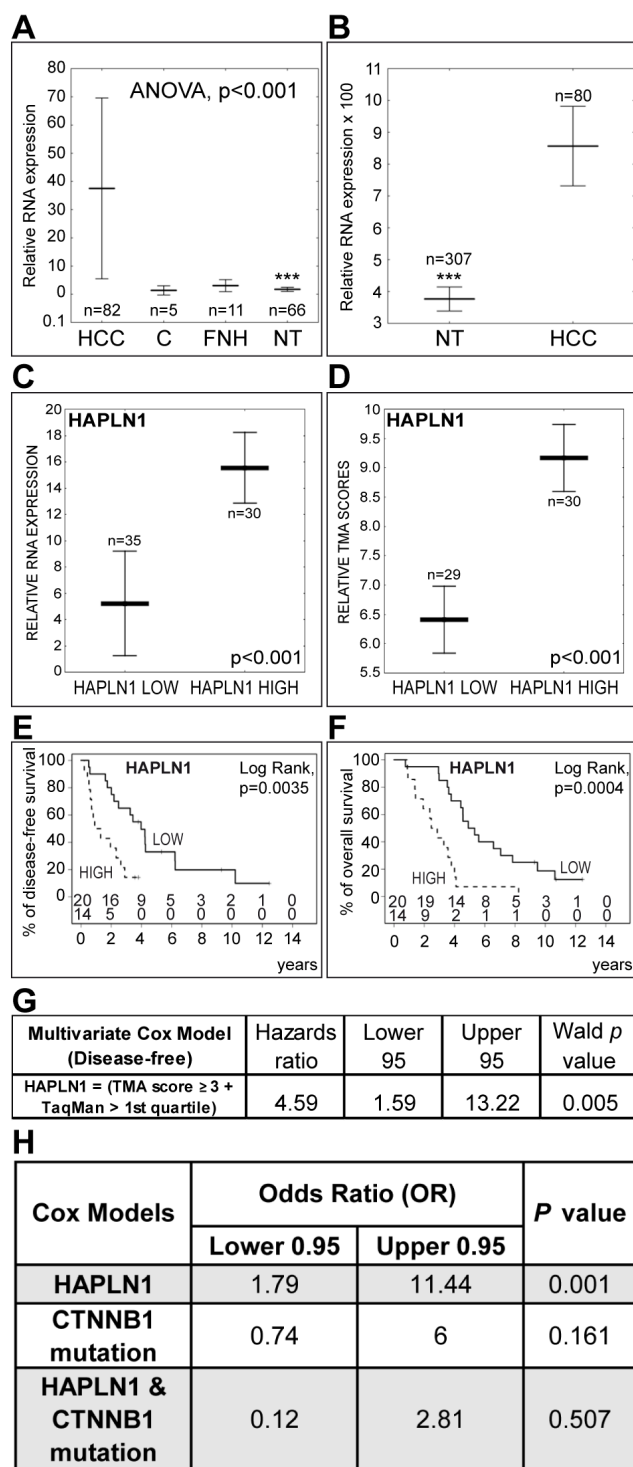 A
Relative RNA expression
80
70
60
50
40
30
20
10
0
0.1
ANOVA, p<0.001
***
n=82 n=5 n=11 n=66
HCC C FNH NT
B
Relative RNA expression x 100
11
10
9
8
7
6
5
4
3
n=80
n=307
***
NT HCC
C
HAPLN1
RELATIVE RNA EXPRESSION
20
18
16
14
12
10
8
6
4
2
0
n=35
n=30
p<0.001
HAPLN1 LOW HAPLN1 HIGH
D
HAPLN1
RELATIVE TMA SCORES
10
9.5
9.0
8.5
8.0
7.5
7.0
6.5
6.0
5.5
n=30
n=29
p<0.001
HAPLN1 LOW HAPLN1 HIGH
E
% of disease-free survival
100
80
60
40
20
0
HAPLN1
Log Rank,
p=0.0035
LOW
HIGH
20 16 9 5 3 2 1 0
14 5 0 0 0 0 0 0
0 2 4 6 8 10 12 14
years
F
% of overall survival
100
80
60
40
20
0
HAPLN1
Log Rank,
p=0.0004
HIGH
LOW
20 19 14 8 5 3 1 0
14 9 2 1 1 0 0 0
0 2 4 6 8 10 12 14
years
G
Multivariate Cox Model
(Disease-free)
Hazards
ratio
Lower
95
Upper
95
Wald p
value
HAPLN1 = (TMA score ≥ 3 +
TaqMan > 1st quartile)
4.59 1.59 13.22 0.005
H
Cox Models
Odds Ratio (OR)
P value
Lower 0.95 Upper 0.95
HAPLN1 1.79 11.44 0.001
CTNNB1
mutation
0.74 6 0.161
HAPLN1 &
CTNNB1
mutation
0.12 2.81 0.507